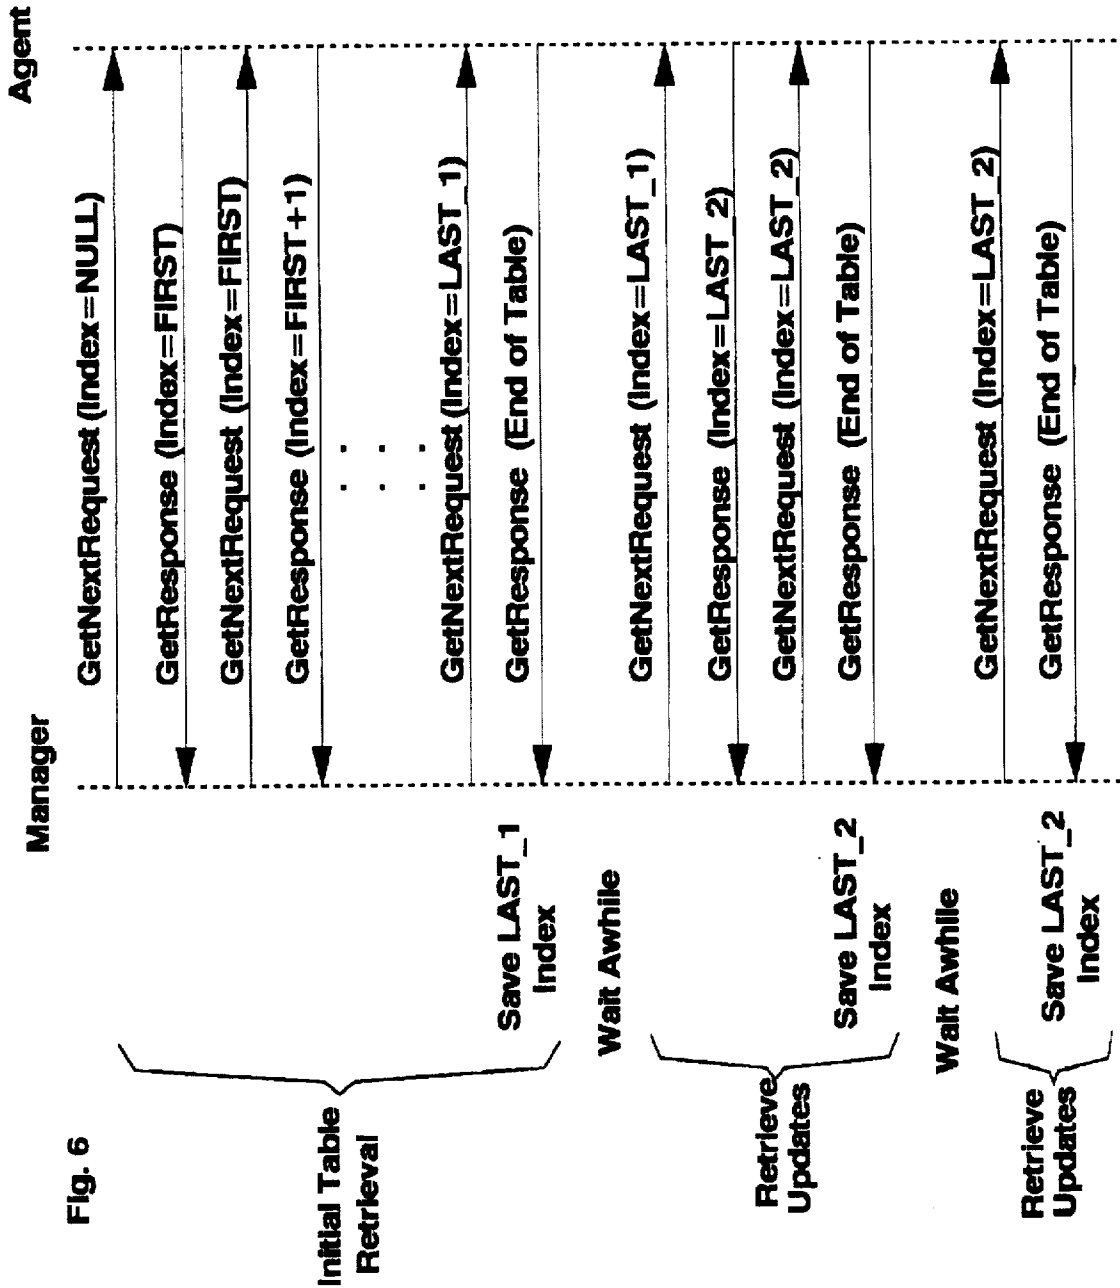 Fig. 6
Manager
Agent
GetNextRequest (Index=NULL)
GetResponse (Index=FIRST)
GetNextRequest (Index=FIRST)
GetResponse (Index=FIRST+1)
. . .
. . .
GetNextRequest (Index=LAST_1)
GetResponse (End of Table)
Initial Table
Retrieval
Save LAST_1
Index
Wait Awhile
GetNextRequest (Index=LAST_1)
GetResponse (Index=LAST_2)
GetNextRequest (Index=LAST_2)
GetResponse (End of Table)
Retrieve
Updates
Save LAST_2
Index
Wait Awhile
GetNextRequest (Index=LAST_2)
GetResponse (End of Table)
Retrieve
Updates
Save LAST_2
Index